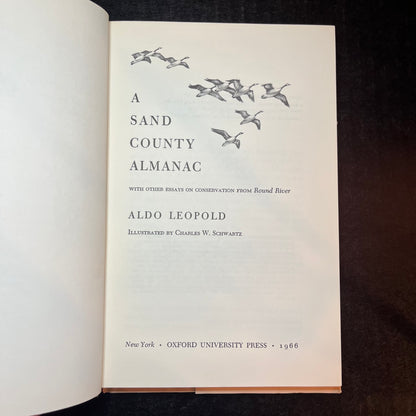 A
SAND
COUNTY
ALMANAC
WITH OTHER ESSAYS ON CONSERVATION FROM Round River
ALDO LEOPOLD
ILLUSTRATED BY CHARLES W. SCHWARTZ
New York • OXFORD UNIVERSITY PRESS • 1966